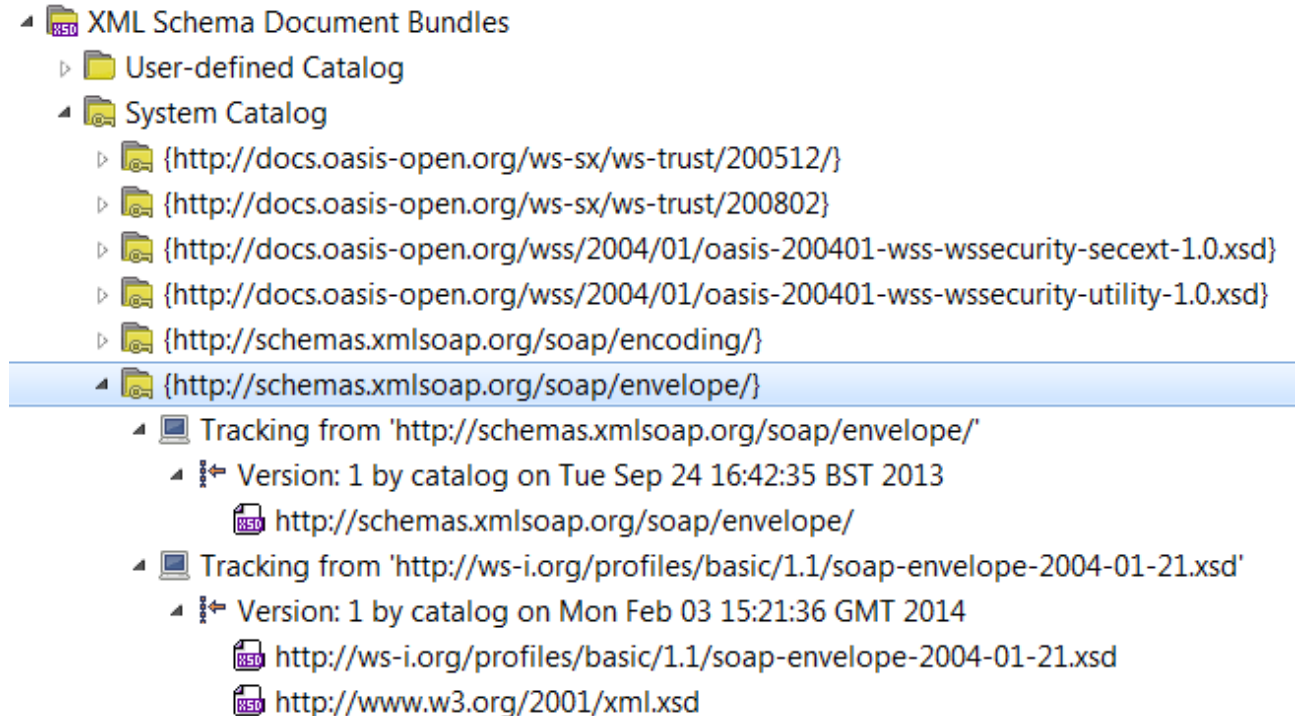 XML Schema Document Bundles
User-defined Catalog
System Catalog
{http://docs.oasis-open.org/ws-sx/ws-trust/200512/}
{http://docs.oasis-open.org/ws-sx/ws-trust/200802}
{http://docs.oasis-open.org/wss/2004/01/oasis-200401-wss-wssecurity-secext-1.0.xsd}
{http://docs.oasis-open.org/wss/2004/01/oasis-200401-wss-wssecurity-utility-1.0.xsd}
{http://schemas.xmlsoap.org/soap/encoding/}
{http://schemas.xmlsoap.org/soap/envelope/}
Tracking from 'http://schemas.xmlsoap.org/soap/envelope/'
Version: 1 by catalog on Tue Sep 24 16:42:35 BST 2013
XSD http://schemas.xmlsoap.org/soap/envelope/
Tracking from 'http://ws-i.org/profiles/basic/1.1/soap-envelope-2004-01-21.xsd'
Version: 1 by catalog on Mon Feb 03 15:21:36 GMT 2014
XSD http://ws-i.org/profiles/basic/1.1/soap-envelope-2004-01-21.xsd
XSD http://www.w3.org/2001/xml.xsd